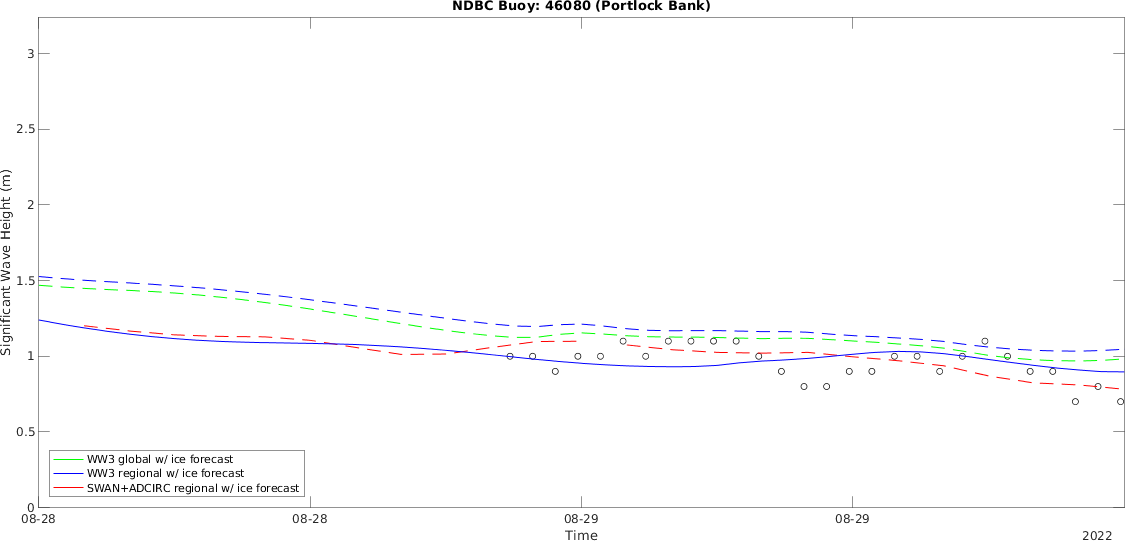 NDBC Buoy: 46080 (Portlock Bank)
Significant Wave Height (m)
3
2.5
2
1.5
1
0.5
0
WW3 global w/ ice forecast
WW3 regional w/ ice forecast
SWAN+ADCIRC regional w/ ice forecast
08-28
08-28
08-29
08-29
Time
2022